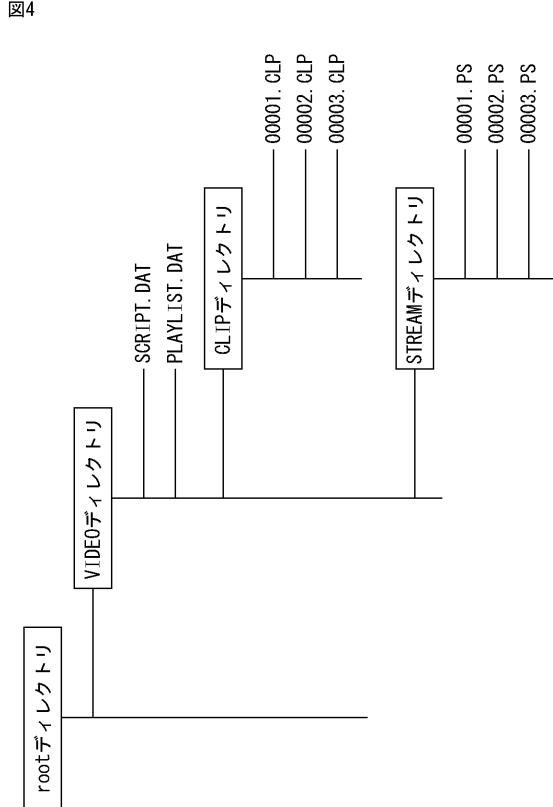 図4
rootディレクトリ
VIDEOディレクトリ
SCRIPT.DAT
PLAYLIST.DAT
CLIPディレクトリ
00001.CLP
00002.CLP
00003.CLP
STREAMディレクトリ
00001.PS
00002.PS
00003.PS